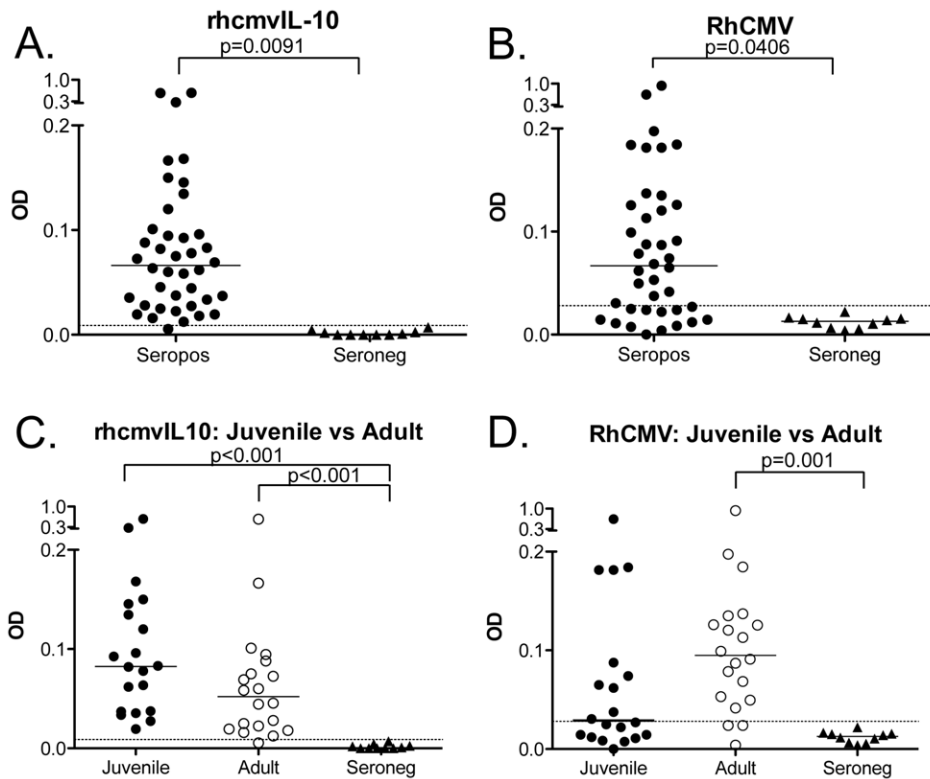 A.
rhcmvIL-10
p=0.0091
1.0
0.3
0.2
0.1
0.0
OD
Seropos Seroneg
B.
RhCMV
p=0.0406
1.0
0.3
0.2
0.1
0.0
OD
Seropos Seroneg
C.
rhcmvIL10: Juvenile vs Adult
p<0.001
p<0.001
1.0
0.3
0.2
0.1
0.0
OD
Juvenile Adult Seroneg
D.
RhCMV: Juvenile vs Adult
p=0.001
1.0
0.3
0.2
0.1
0.0
OD
Juvenile Adult Seroneg